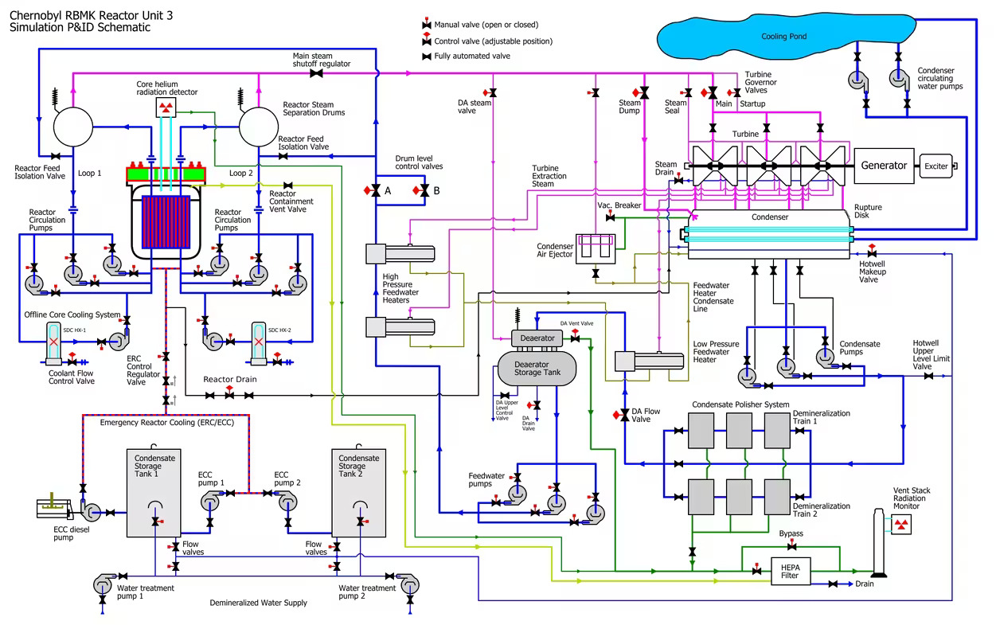 Chernobyl RBMK Reactor Unit 3
Simulation P&ID Schematic
Manual valve (open or closed)
Control valve (adjustable position)
Fully automated valve
Cooling Pond
Condenser
circulating
water pumps
Main steam
shutoff regulator
Core helium
radiation detector
Reactor Steam
Separation Drums
DA steam
valve
Steam
Dump
Steam
Seal
Turbine
Governor
Valves
Main
Startup
Turbine
Reactor Feed
Isolation Valve
Reactor Feed
Isolation Valve
Loop 1
Loop 2
Drum level
control valves
A
B
Steam
Drain
Generator
Exciter
Turbine
Extraction
Steam
Reactor
Containment
Vent Valve
Vac. Breaker
Rupture
Disk
Condenser
Reactor
Circulation
Pumps
Reactor
Circulation
Pumps
Condenser
Air Ejector
Hotwell
Makeup
Valve
High
Pressure
Feedwater
Heaters
Feedwater
Heater
Condensate
Line
Offline Core Cooling System
SDC HX-1
SDC HX-2
Coolant Flow
Control Valve
ERC
Control
Regulator
Valve
Reactor Drain
DA Vent Valve
Deaerator
Deaerator
Storage Tank
Low Pressure
Feedwater
Heater
Condensate
Pumps
Hotwell
Upper
Level Limit
Valve
DA Upper
Level
Control
Valve
DA
Drain
Valve
DA Flow
Valve
Condensate Polisher System
Demineralization
Train 1
Demineralization
Train 2
Emergency Reactor Cooling (ERC/ECC)
Condensate
Storage
Tank 1
ECC
pump 1
ECC
pump 2
Condensate
Storage
Tank 2
Feedwater
pumps
ECC diesel
pump
Flow
valves
Flow
valves
Water treatment
pump 1
Water treatment
pump 2
Demineralized Water Supply
Vent Stack
Radiation
Monitor
Bypass
HEPA
Filter
Drain